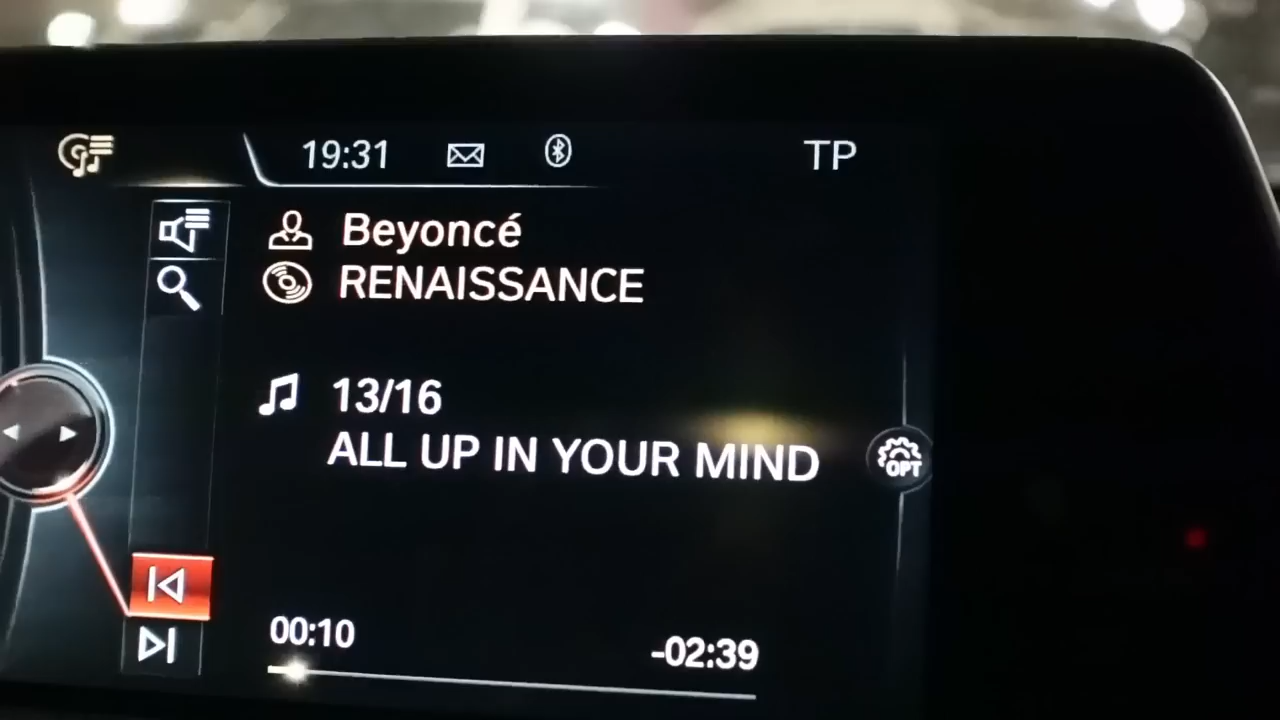 19:31
TP
Beyoncé
RENAISSANCE
13/16
ALL UP IN YOUR MIND
OPT
00:10
-02:39